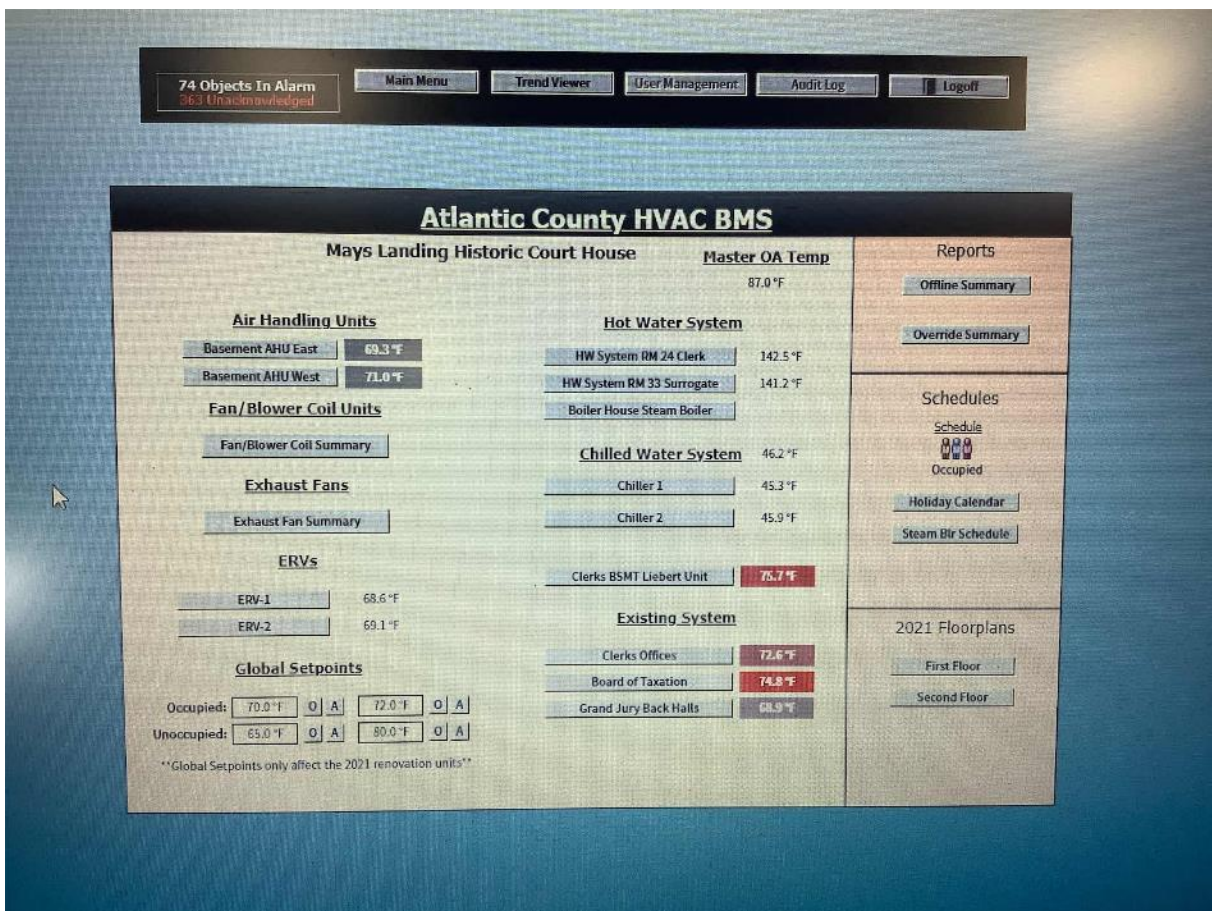 74 Objects In Alarm
363 Unacknowledged
Main Menu
Trend Viewer
User Management
Audit Log
Logoff
Atlantic County HVAC BMS
Mays Landing Historic Court House
Master OA Temp
87.0 °F
Air Handling Units
Basement AHU East 69.3 °F
Basement AHU West 71.0 °F
Fan/Blower Coil Units
Fan/Blower Coil Summary
Exhaust Fans
Exhaust Fan Summary
ERVs
ERV-1 68.6 °F
ERV-2 69.1 °F
Global Setpoints
Occupied: 70.0 °F O A 72.0 °F O A
Unoccupied: 65.0 °F O A 80.0 °F O A
**Global Setpoints only affect the 2021 renovation units**
Hot Water System
HW System RM 24 Clerk 142.5 °F
HW System RM 33 Surrogate 141.2 °F
Boiler House Steam Boiler
Chilled Water System 46.2 °F
Chiller 1 45.3 °F
Chiller 2 45.9 °F
Clerks BSMT Liebert Unit 75.7 °F
Existing System
Clerks Offices 72.6 °F
Board of Taxation 74.8 °F
Grand Jury Back Halls 68.9 °F
Reports
Offline Summary
Override Summary
Schedules
Schedule
Occupied
Holiday Calendar
Steam Blr Schedule
2021 Floorplans
First Floor
Second Floor